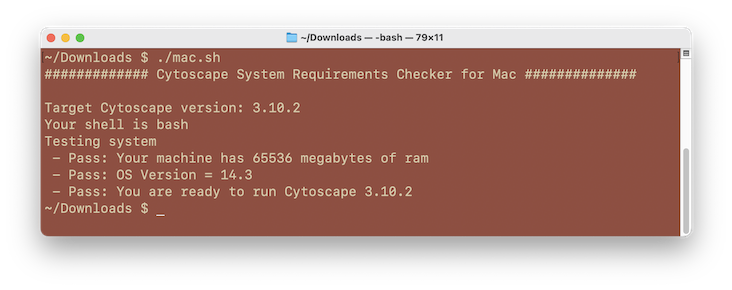 ~/Downloads — -bash — 79×11
~/Downloads $ ./mac.sh
############# Cytoscape System Requirements Checker for Mac ##############
Target Cytoscape version: 3.10.2
Your shell is bash
Testing system
 – Pass: Your machine has 65536 megabytes of ram
 – Pass: OS Version = 14.3
 – Pass: You are ready to run Cytoscape 3.10.2
~/Downloads $ _